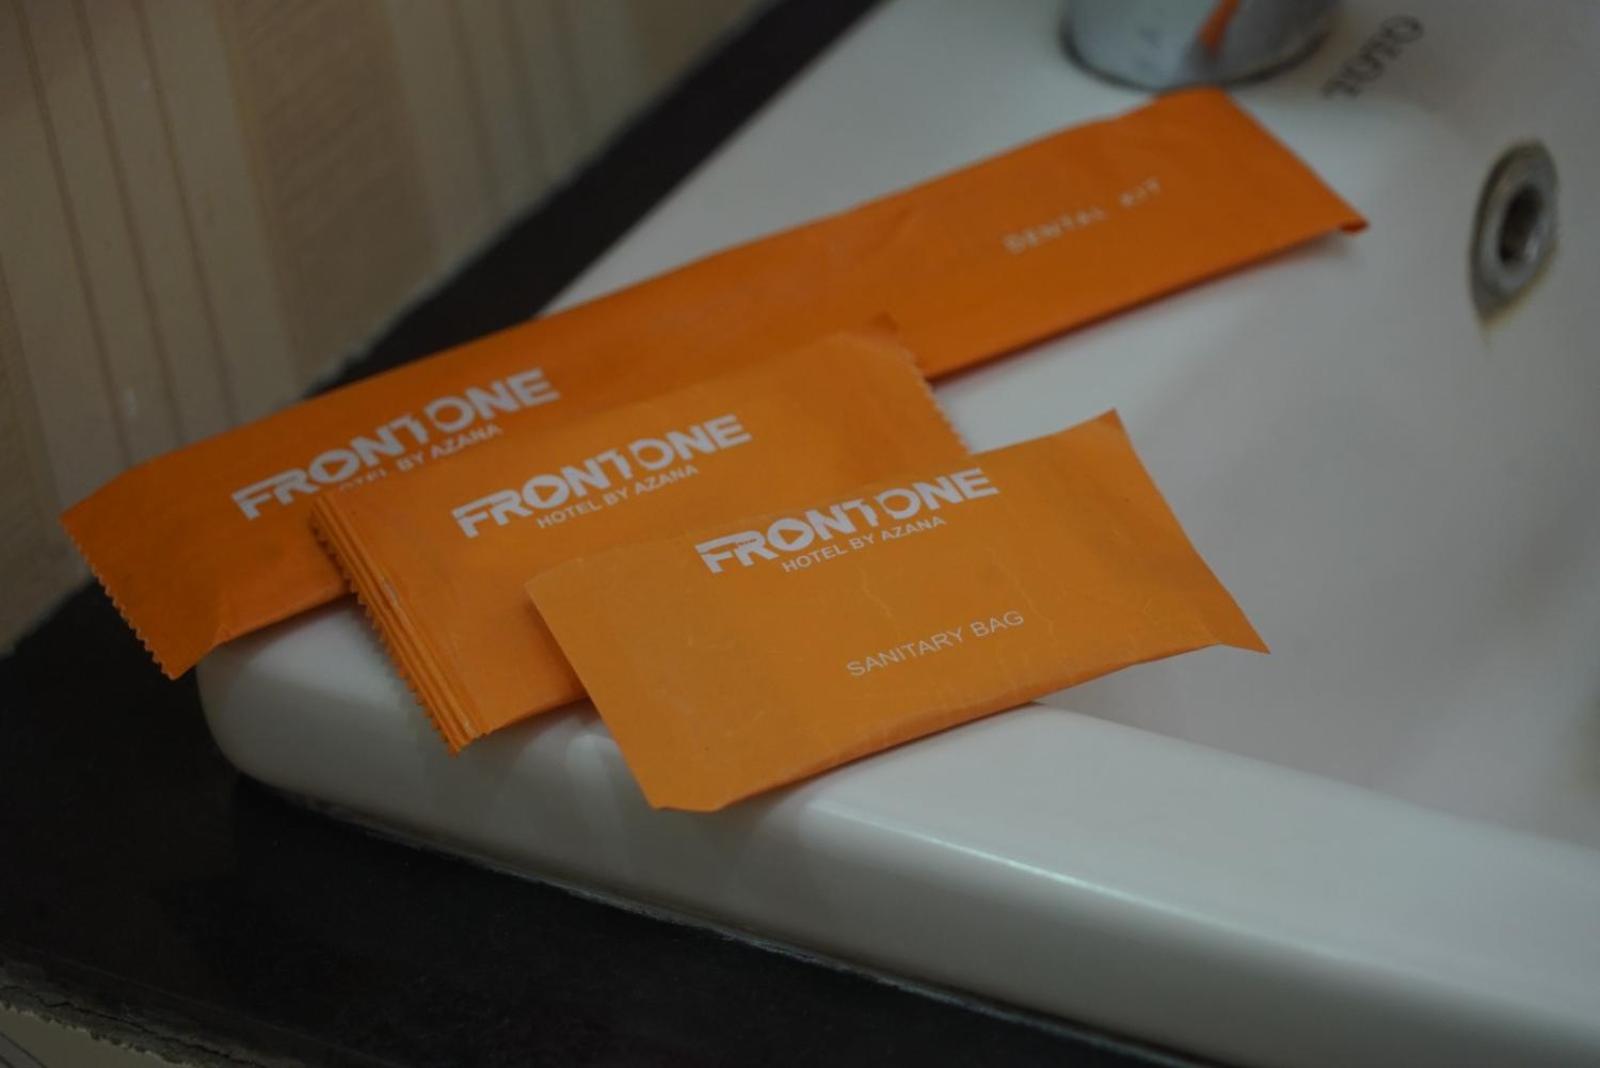 DENTAL KIT
FRONTONE
HOTEL BY AZANA
FRONTONE
HOTEL BY AZANA
FRONTONE
HOTEL BY AZANA
SANITARY BAG